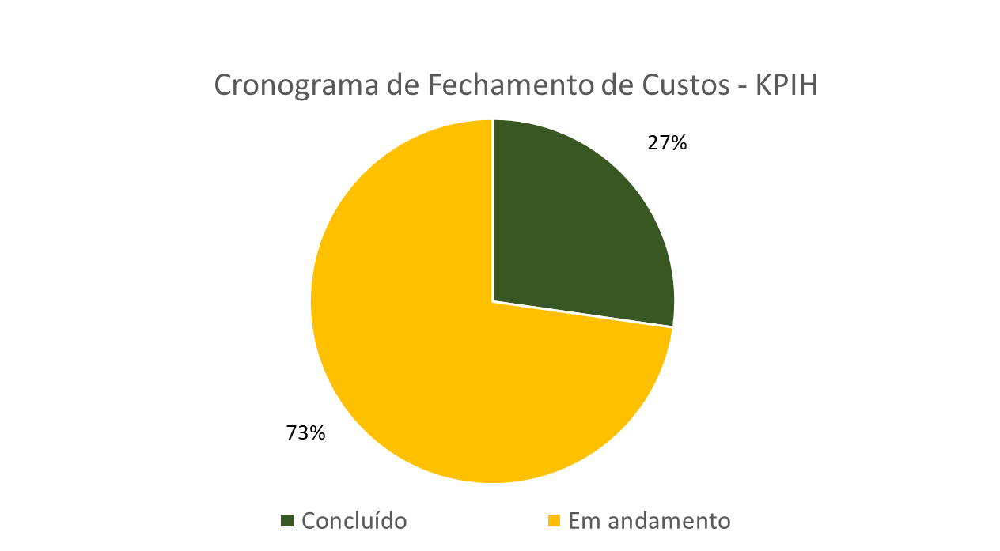 Cronograma de Fechamento de Custos - KPIH
27%
73%
Concluído
Em andamento